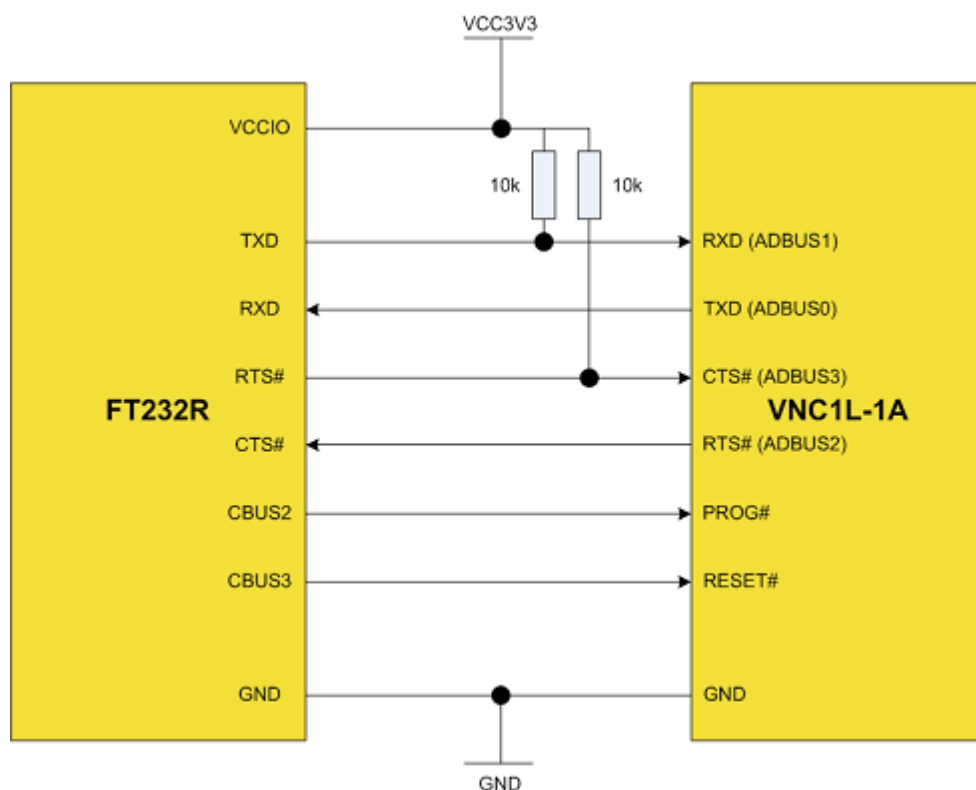 VCC3V3
VCCIO
10k 10k
TXD RXD (ADBUS1)
RXD TXD (ADBUS0)
RTS# CTS# (ADBUS3)
FT232R VNC1L-1A
CTS# RTS# (ADBUS2)
CBUS2 PROG#
CBUS3 RESET#
GND GND
GND